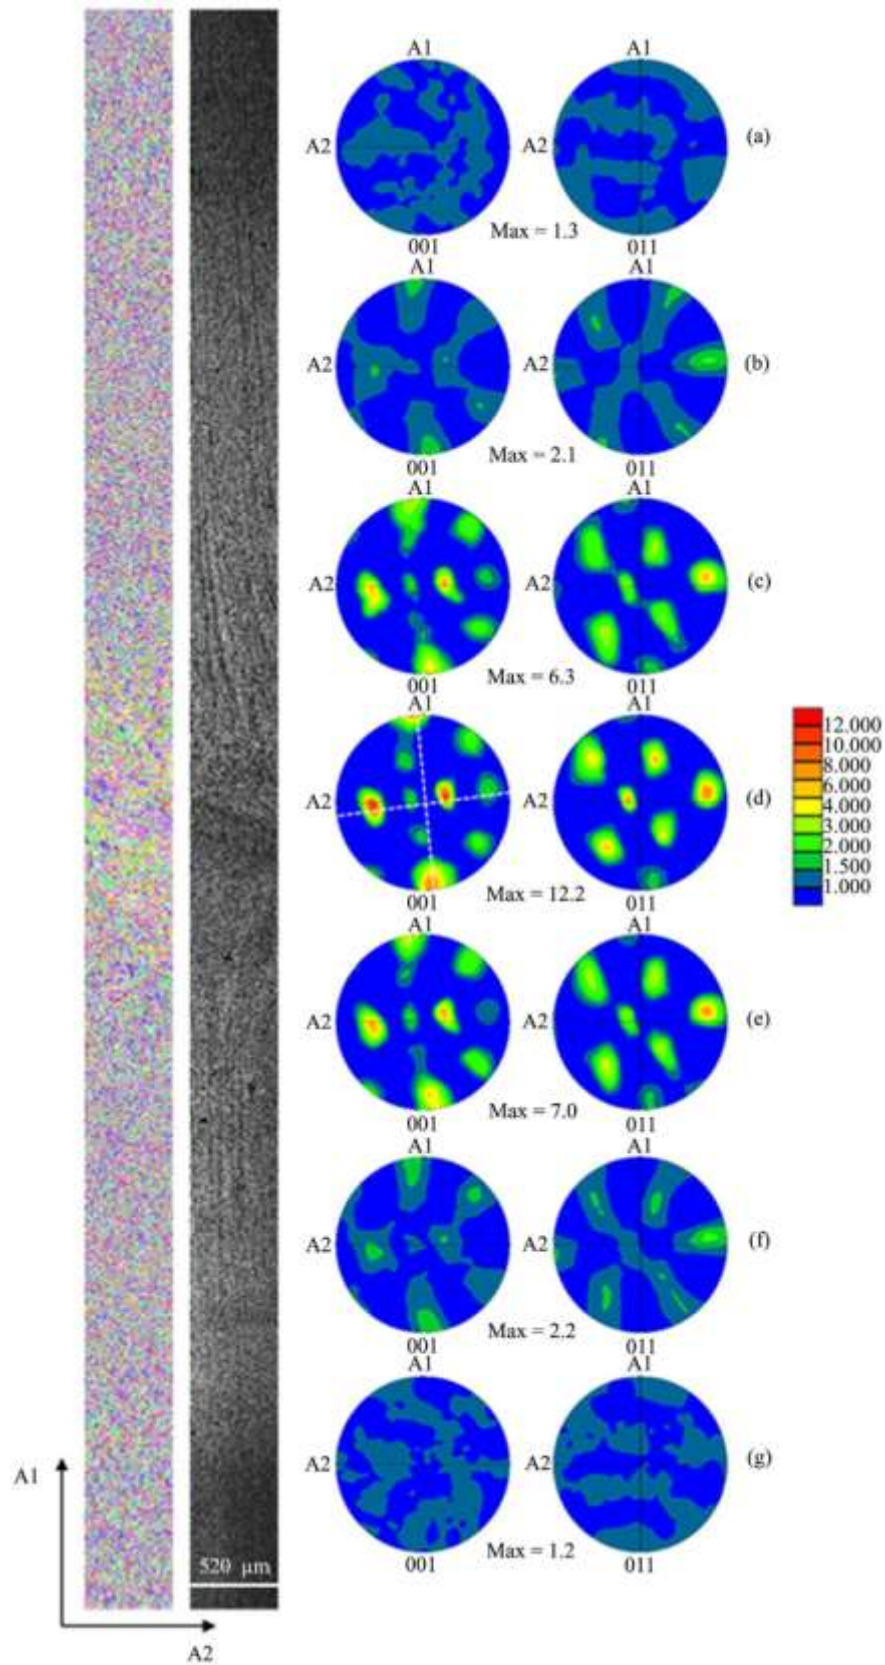 A1 A1
A2 A2 (a)
Max = 1.3
001 011
A1 A1
A2 A2 (b)
Max = 2.1
001 011
A1 A1
A2 A2 (c)
Max = 6.3
001 011
A1 A1
12.000
10.000
8.000
6.000
4.000
3.000
2.000
1.500
1.000
A2 A2 (d)
Max = 12.2
001 011
A1 A1
A2 A2 (e)
Max = 7.0
001 011
A1 A1
A2 A2 (f)
Max = 2.2
001 011
A1 A1
A2 A2 (g)
Max = 1.2
001 011
A1
520 µm
A2